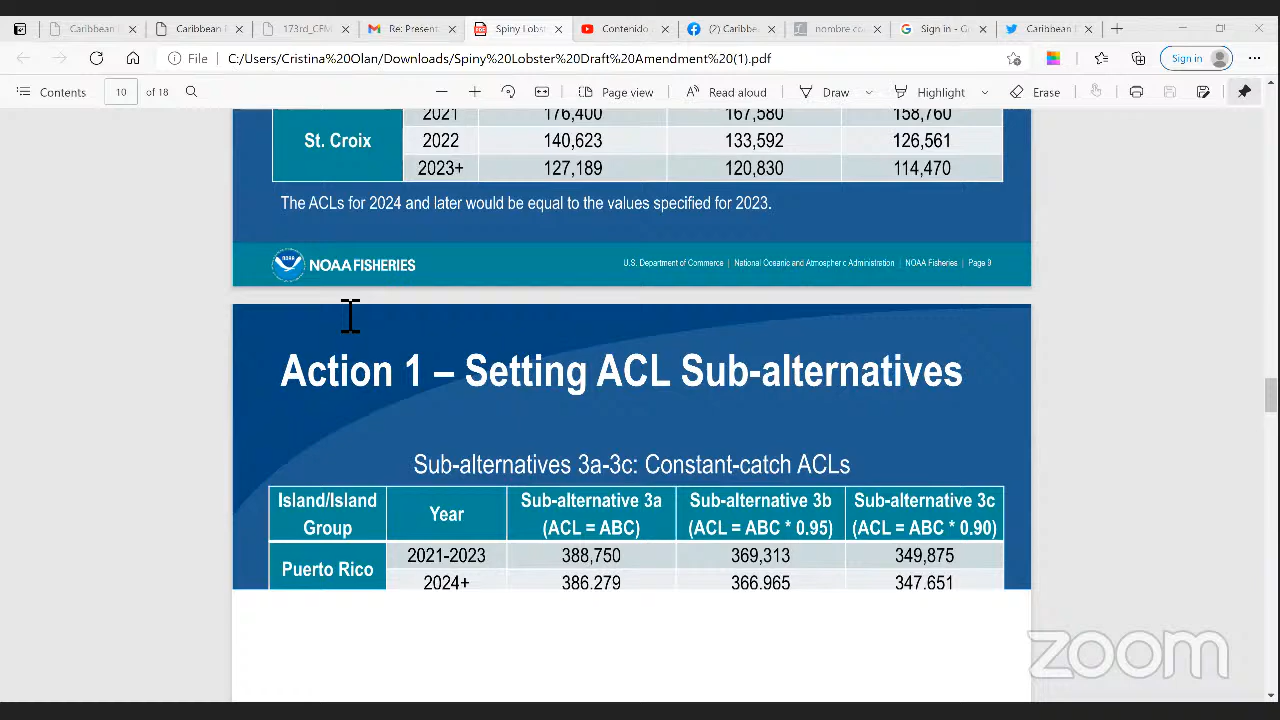 Caribbean
Caribbean
173rd_CFM
Re: Present
Spiny Lobst
Contenido
(2) Caribbe
nombre cc
Sign in - G
Caribbean
File C:/Users/Cristina%20Olan/Downloads/Spiny%20Lobster%20Draft%20Amendment%20(1).pdf Sign in
Contents 10 of 18 Page view Read aloud Draw Highlight Erase
2021 176,400 167,580 158,760
St. Croix 2022 140,623 133,592 126,561
2023+ 127,189 120,830 114,470
The ACLs for 2024 and later would be equal to the values specified for 2023.
NOAA FISHERIES U.S. Department of Commerce | National Oceanic and Atmospheric Administration | NOAA Fisheries | Page 9
Action 1 – Setting ACL Sub-alternatives
Sub-alternatives 3a-3c: Constant-catch ACLs
Island/Island Group Year Sub-alternative 3a (ACL = ABC) Sub-alternative 3b (ACL = ABC * 0.95) Sub-alternative 3c (ACL = ABC * 0.90)
Puerto Rico 2021-2023 388,750 369,313 349,875
2024+ 386,279 366,965 347,651
zoom